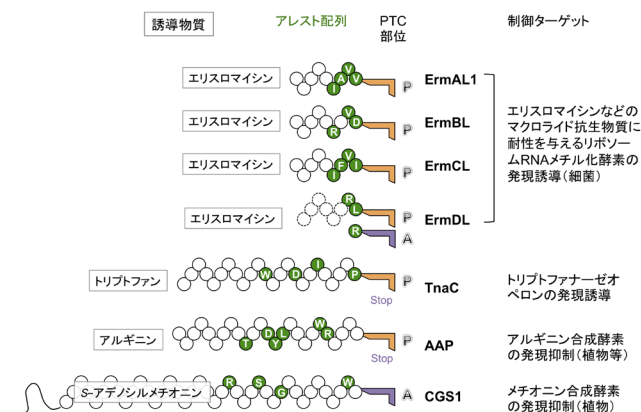 誘導物質 アレスト配列 PTC 制御ターゲット
部位
エリスロマイシン I A V V P ErmAL1
エリスロマイシン R V D P ErmBL
エリスロマイシン I F V I P ErmCL
エリスロマイシン R L P ErmDL
R A
エリスロマイシンなどの
マクロライド抗生物質に
耐性を与えるリボソー
ムRNAメチル化酵素の
発現誘導(細菌)
トリプトファン W D I P P TnaC
Stop
トリプトファナーゼオ
ペロンの発現誘導
アルギニン T D Y L W R P AAP
Stop
アルギニン合成酵素
の発現抑制(植物等)
S–アデノシルメチオニン R S G W A CGS1
メチオニン合成酵素
の発現抑制(植物)